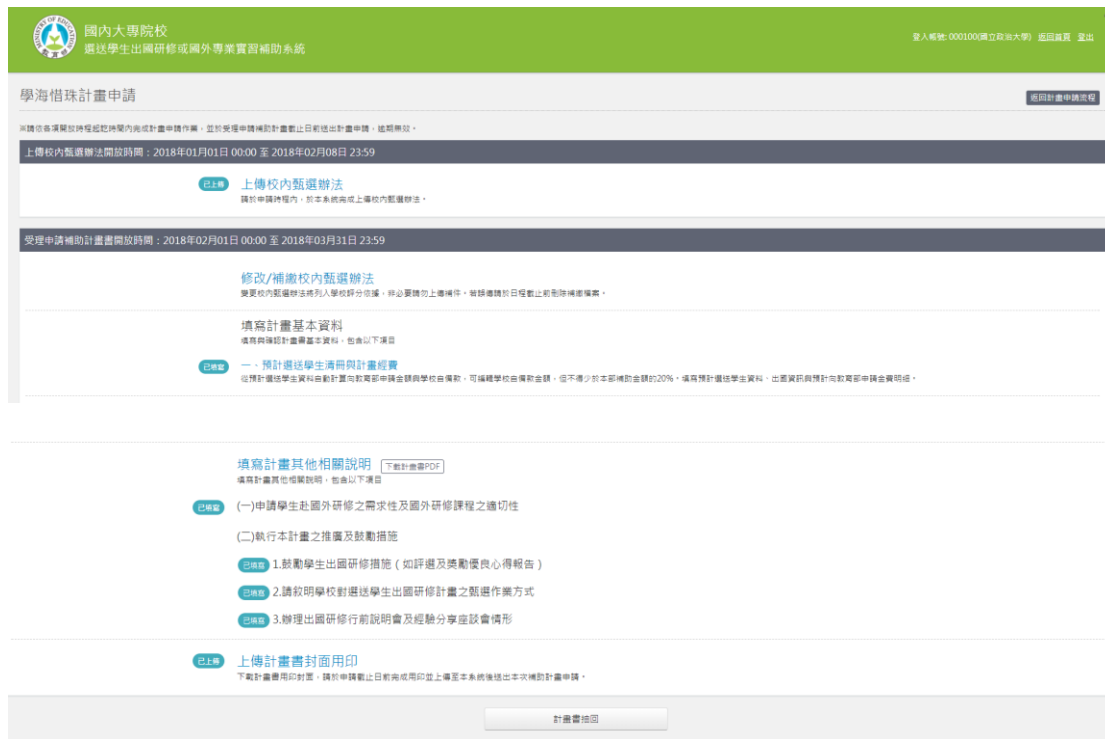 國內大專院校
選送學生出國研修或國外專業實習補助系統
登入帳號:000100(國立政治大學) 返回首頁 登出
學海惜珠計畫申請
返回計畫申請流程
※請依各項開放時程起訖時間內完成計畫申請作業，並於受理申請補助計畫截止日前送出計畫申請，逾期無效。
上傳校內甄選辦法開放時間：2018年01月01日 00:00 至 2018年02月08日 23:59
已上傳 上傳校內甄選辦法
請於申請時程內，於本系統完成上傳校內甄選辦法。
受理申請補助計畫書開放時間：2018年02月01日 00:00 至 2018年03月31日 23:59
修改/補繳校內甄選辦法
變更校內甄選辦法將列入學校評分依據，非必要請勿上傳補件。若誤傳請於日程截止前刪除補繳檔案。
填寫計畫基本資料
填寫與確認計畫書基本資料，包含以下項目
已填寫 一、預計選送學生清冊與計畫經費
從預計選送學生資料自動計算向教育部申請金額與學校自備款，可編輯學校自備款金額，但不得少於本部補助金額的20%。填寫預計選送學生資料、出國資訊與預計向教育部申請金費明細。
填寫計畫其他相關說明 下載計畫書PDF
填寫計畫其他相關說明，包含以下項目
已填寫 (一)申請學生赴國外研修之需求性及國外研修課程之適切性
(二)執行本計畫之推廣及鼓勵措施
已填寫 1.鼓勵學生出國研修措施（如評選及獎勵優良心得報告）
已填寫 2.請敘明學校對選送學生出國研修計畫之甄選作業方式
已填寫 3.辦理出國研修行前說明會及經驗分享座談會情形
已上傳 上傳計畫書封面用印
下載計畫書用印封面，請於申請截止日前完成用印並上傳至本系統後送出本次補助計畫申請。
計畫書抽回